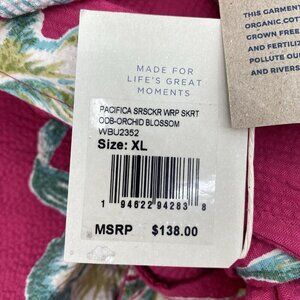 MADE FOR
LIFE'S GREAT
MOMENTS
PACIFICA SRSCKR WRP SKRT
ODB-ORCHID BLOSSOM
WBU2352
Size: XL
1 94622 94283 8
MSRP $138.00
THIS GARMENT
ORGANIC COT
GROWN FREE
AND FERTILIZ
POLLUTE OUR
AND RIVERS